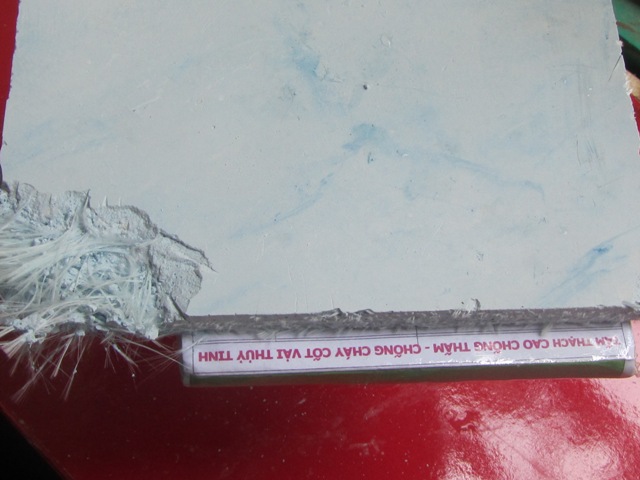 TẤM THẠCH CAO CHỐNG THẤM - CHỐNG CHÁY CỐT VẢI THỦY TINH